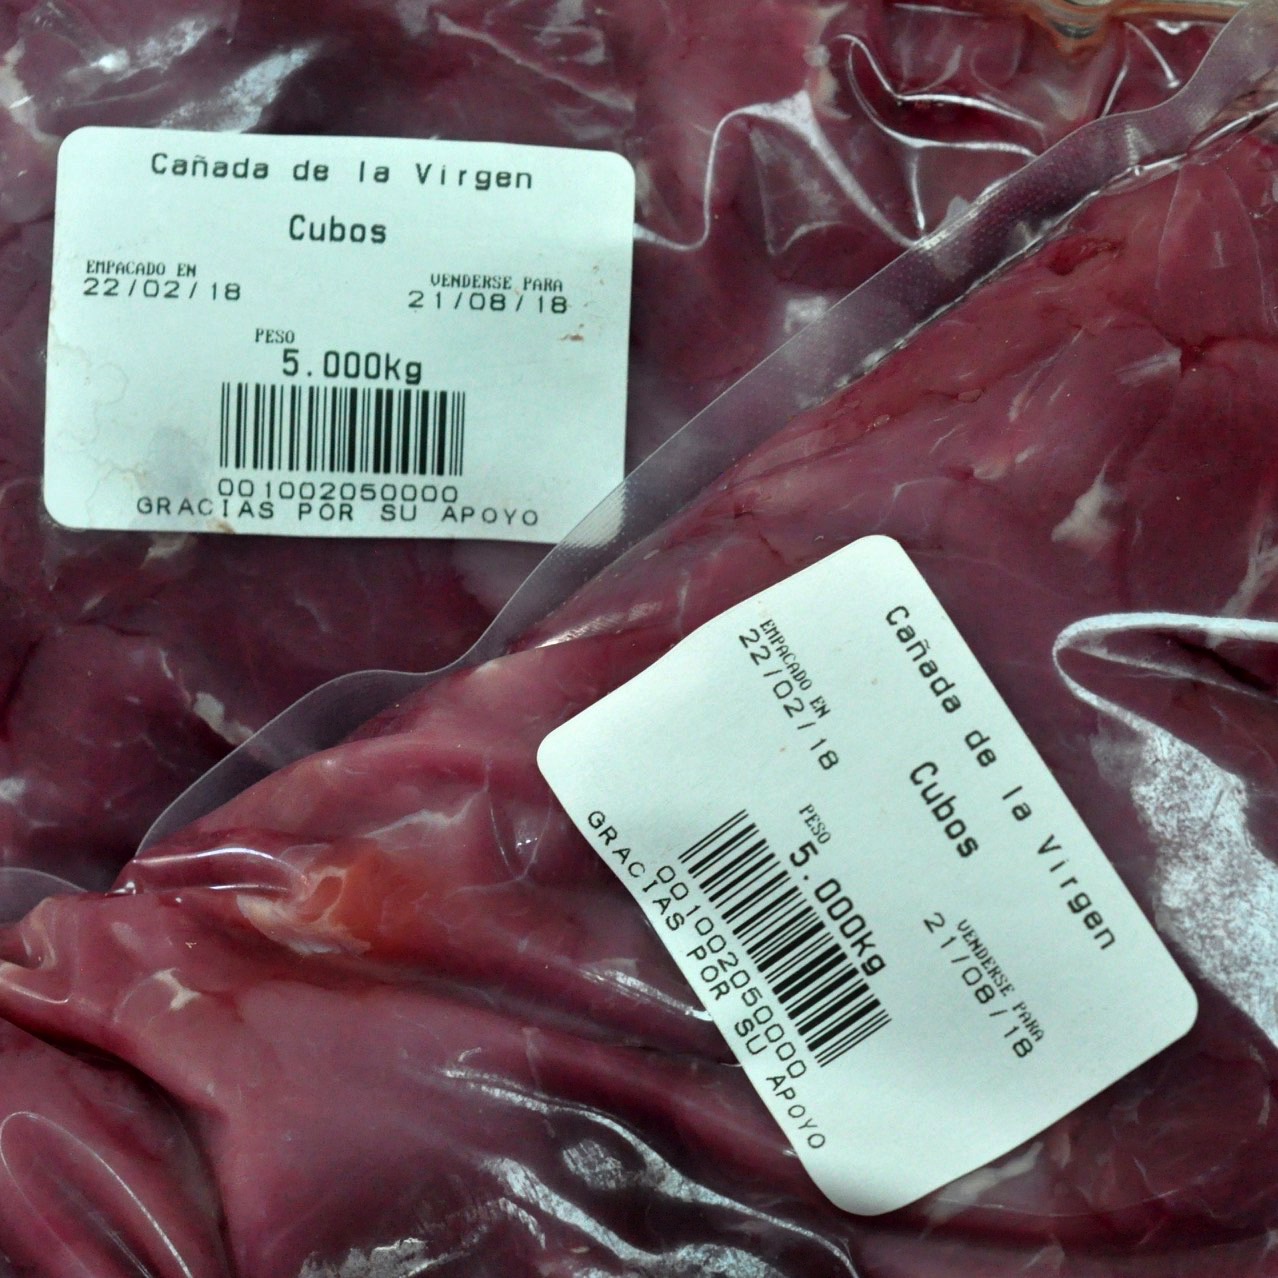 Cañada de la Virgen
Cubos
EMPACADO EN
22/02/18
VENDERSE PARA
21/08/18
PESO
5.000kg
001002050000
GRACIAS POR SU APOYO
Cañada de la Virgen
Cubos
EMPACADO EN
22/02/18
VENDERSE PARA
21/08/18
PESO
5.000kg
001002050000
GRACIAS POR SU APOYO